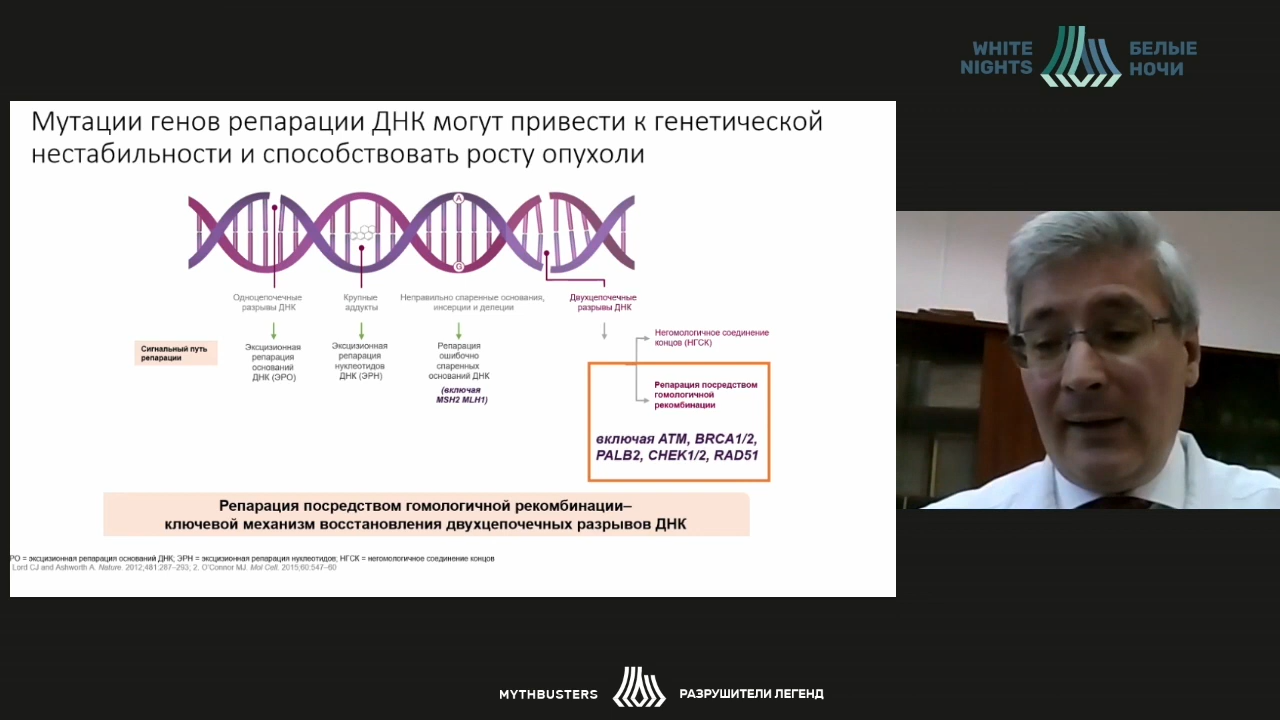 WHITE
NIGHTS
БЕЛЫЕ
НОЧИ
Мутации генов репарации ДНК могут привести к генетической
нестабильности и способствовать росту опухоли
A
G
Одноцепочечные
разрывы ДНК
Крупные
аддукты
Неправильно спаренные основания,
инсерции и делеции
Двухцепочечные
разрывы ДНК
Сигнальный путь
репарации
Эксцизионная
репарация
оснований
ДНК (ЭРО)
Эксцизионная
репарация
нуклеотидов
ДНК (ЭРН)
Репарация
ошибочно
спаренных
оснований ДНК
(включая
MSH2 MLH1)
Негомологичное соединение
концов (НГСК)
Репарация посредством
гомологичной
рекомбинации
включая ATM, BRCA1/2,
PALB2, CHEK1/2, RAD51
Репарация посредством гомологичной рекомбинации–
ключевой механизм восстановления двухцепочечных разрывов ДНК
РО = эксцизионная репарация оснований ДНК; ЭРН = эксцизионная репарация нуклеотидов; НГСК = негомологичное соединение концов
Lord CJ and Ashworth A. Nature. 2012;481:287–293; 2. O'Connor MJ. Mol Cell. 2015;60:547–60
MYTHBUSTERS
РАЗРУШИТЕЛИ ЛЕГЕНД